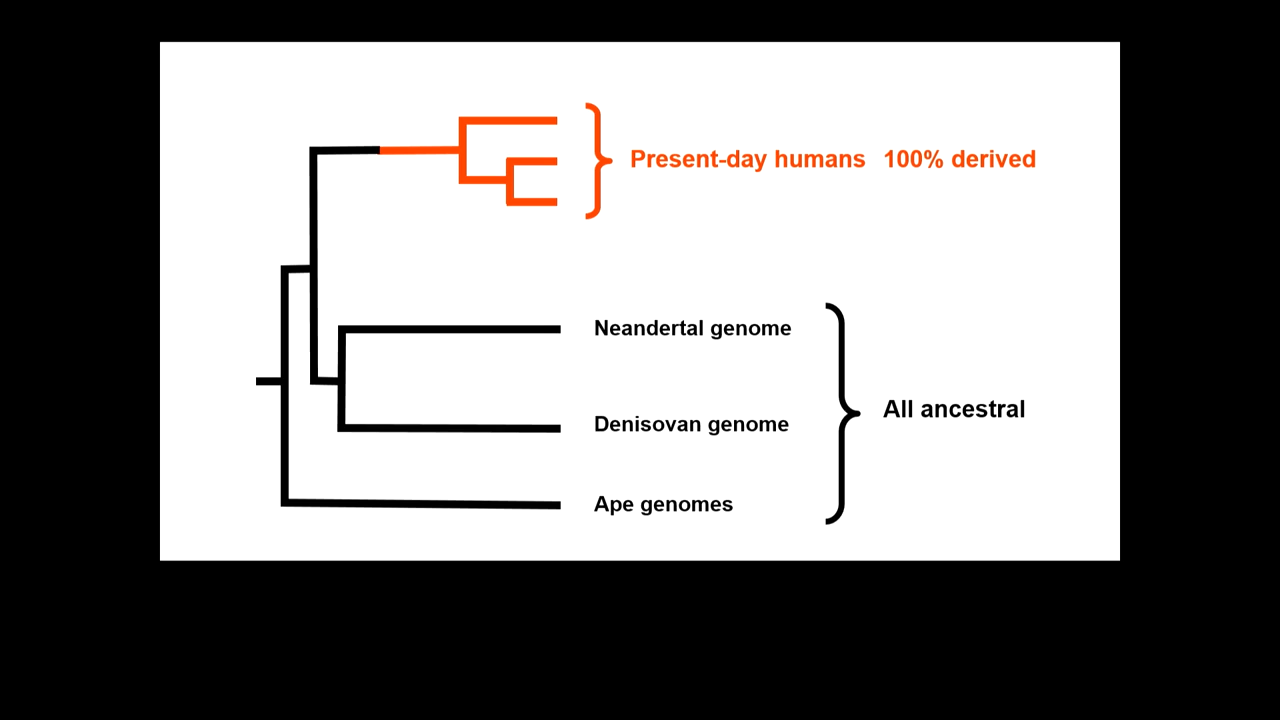 Present-day humans 100% derived
Neandertal genome
Denisovan genome
All ancestral
Ape genomes